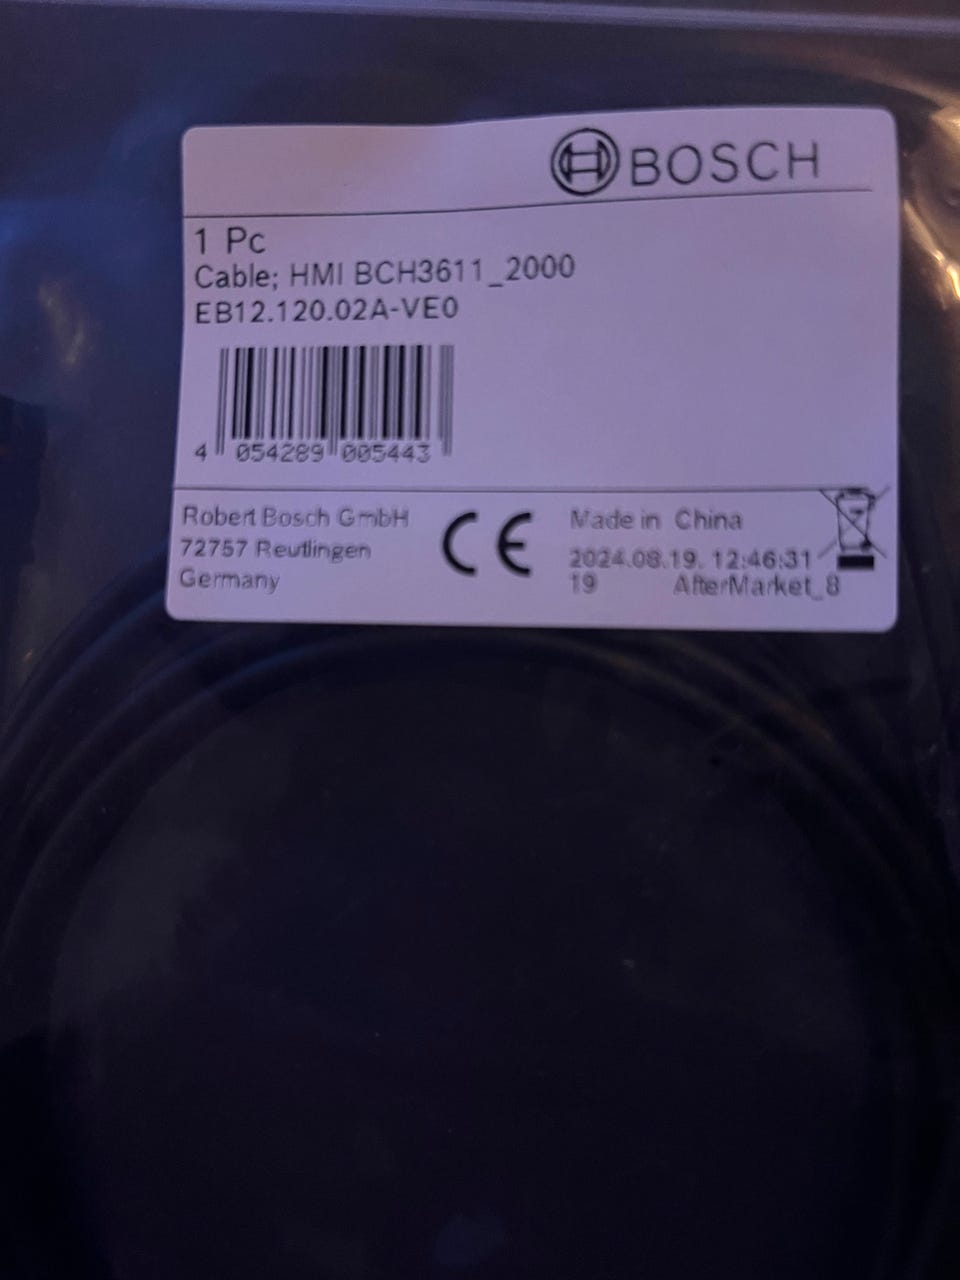 BOSCH
1 Pc
Cable; HMI BCH3611_2000
EB12.120.02A-VE0
4 054289 005443
Robert Bosch GmbH
72757 Reutlingen
Germany
CE
Made in China
2024.08.19. 12:46:31
19 AfterMarket_8